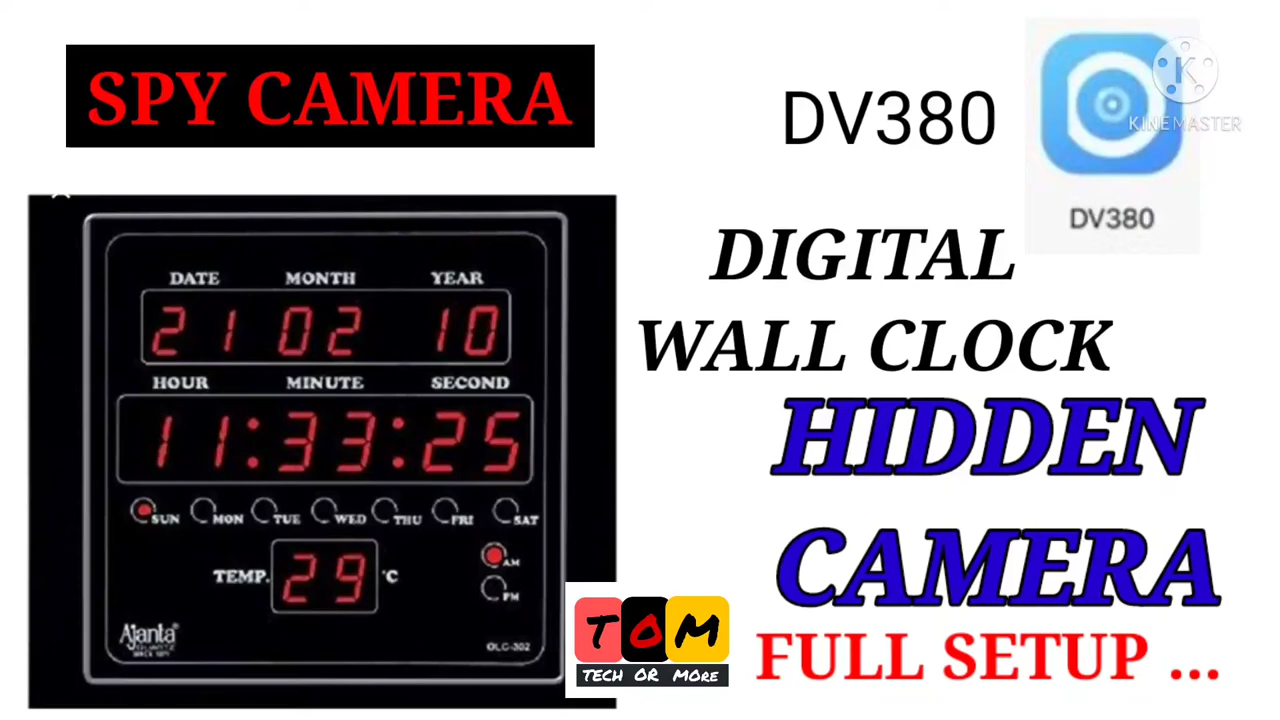 SPY CAMERA
DV380
KINEMASTER
DV380
DIGITAL
WALL CLOCK
HIDDEN
CAMERA
FULL SETUP ...
DATE MONTH YEAR
21 02 10
HOUR MINUTE SECOND
11:33:25
SUN MON TUE WED THU FRI SAT
TEMP. 29 °C
AM
PM
Ajanta
QUARTZ
OLC-302
TOM
TECH OR MORE